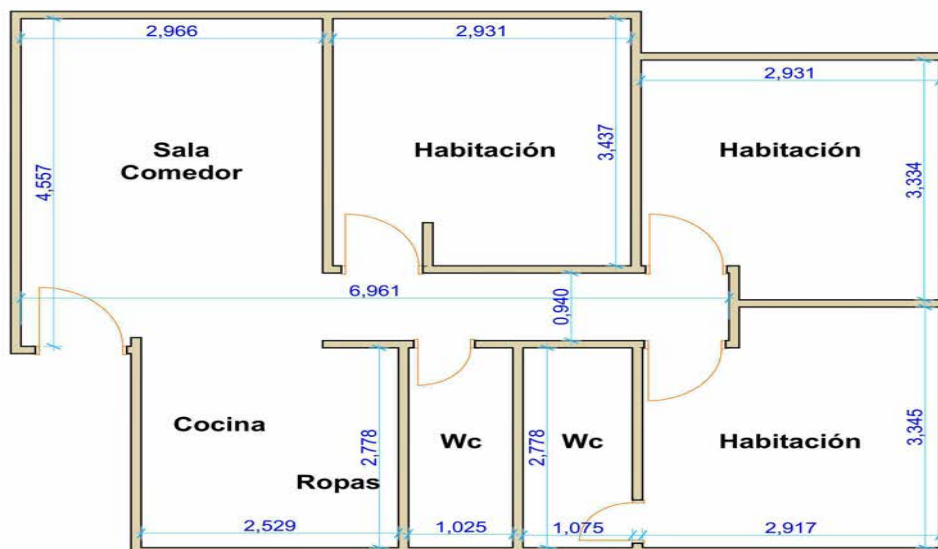 2,966
2,931
2,931
Sala
Comedor
Habitación
Habitación
4,557
3,437
3,334
6,961
0,940
Cocina
Ropas
Wc
Wc
Habitación
2,778
2,778
3,345
2,529
1,025
1,075
2,917